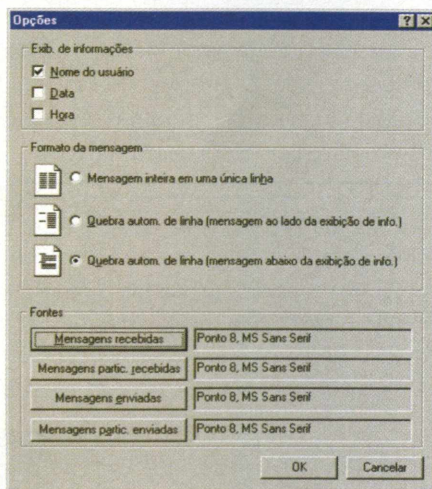 Opções
Exib. de informações
Nome do usuário
Data
Hora
Formato da mensagem
Mensagem inteira em uma única linha
Quebra autom. de linha (mensagem ao lado da exibição de info.)
Quebra autom. de linha (mensagem abaixo da exibição de info.)
Fontes
Mensagens recebidas Ponto 8, MS Sans Serif
Mensagens partic. recebidas Ponto 8, MS Sans Serif
Mensagens enviadas Ponto 8, MS Sans Serif
Mensagens partic. enviadas Ponto 8, MS Sans Serif
OK Cancelar